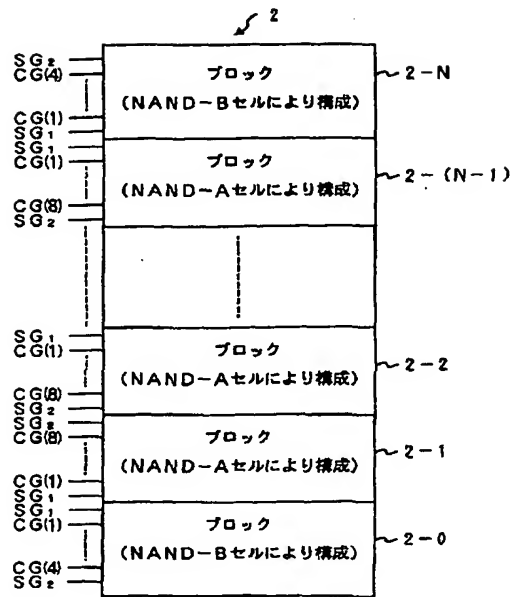 2
SG2
CG(4)
CG(1)
SG1
ブロック
(NAND-Bセルにより構成)
2-N
SG1
CG(1)
CG(8)
SG2
ブロック
(NAND-Aセルにより構成)
2-(N-1)
SG1
CG(1)
CG(8)
SG2
ブロック
(NAND-Aセルにより構成)
2-2
SG2
CG(8)
CG(1)
SG1
ブロック
(NAND-Aセルにより構成)
2-1
SG1
CG(1)
CG(4)
SG2
ブロック
(NAND-Bセルにより構成)
2-0